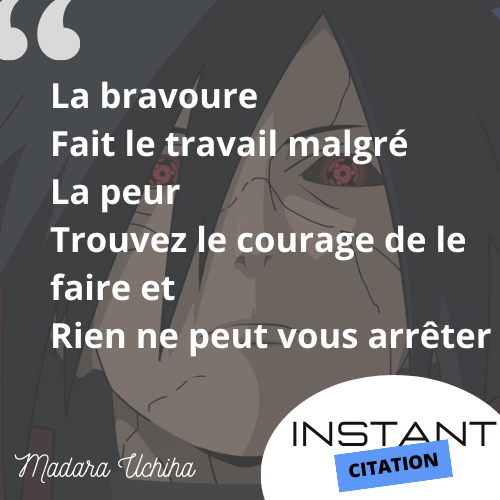 “
La bravoure
Fait le travail malgré
La peur
Trouvez le courage de le
faire et
Rien ne peut vous arrêter
INSTANT
CITATION
Madara Uchiha